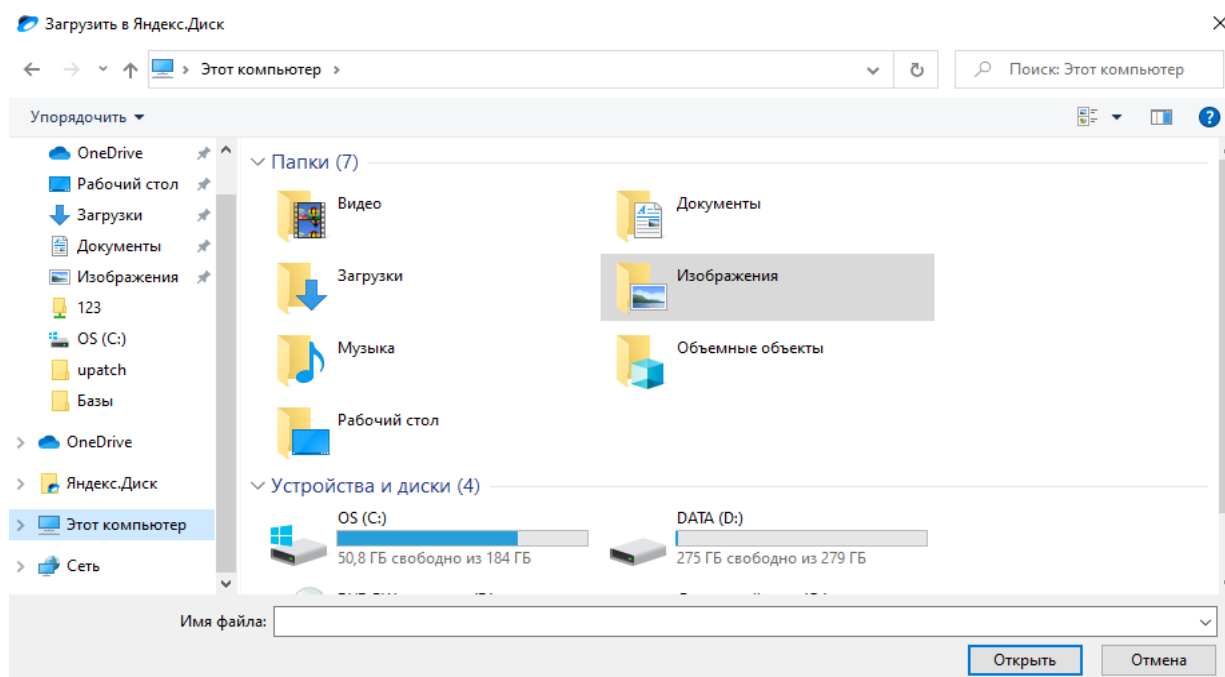 Загрузить в Яндекс.Диск
Этот компьютер
Поиск: Этот компьютер
Упорядочить
OneDrive
Рабочий стол
Загрузки
Документы
Изображения
123
OS (C:)
upatch
Базы
OneDrive
Яндекс.Диск
Этот компьютер
Сеть
Папки (7)
Видео
Документы
Загрузки
Изображения
Музыка
Объемные объекты
Рабочий стол
Устройства и диски (4)
OS (C:)
50,8 ГБ свободно из 184 ГБ
DATA (D:)
275 ГБ свободно из 279 ГБ
Имя файла:
Открыть
Отмена